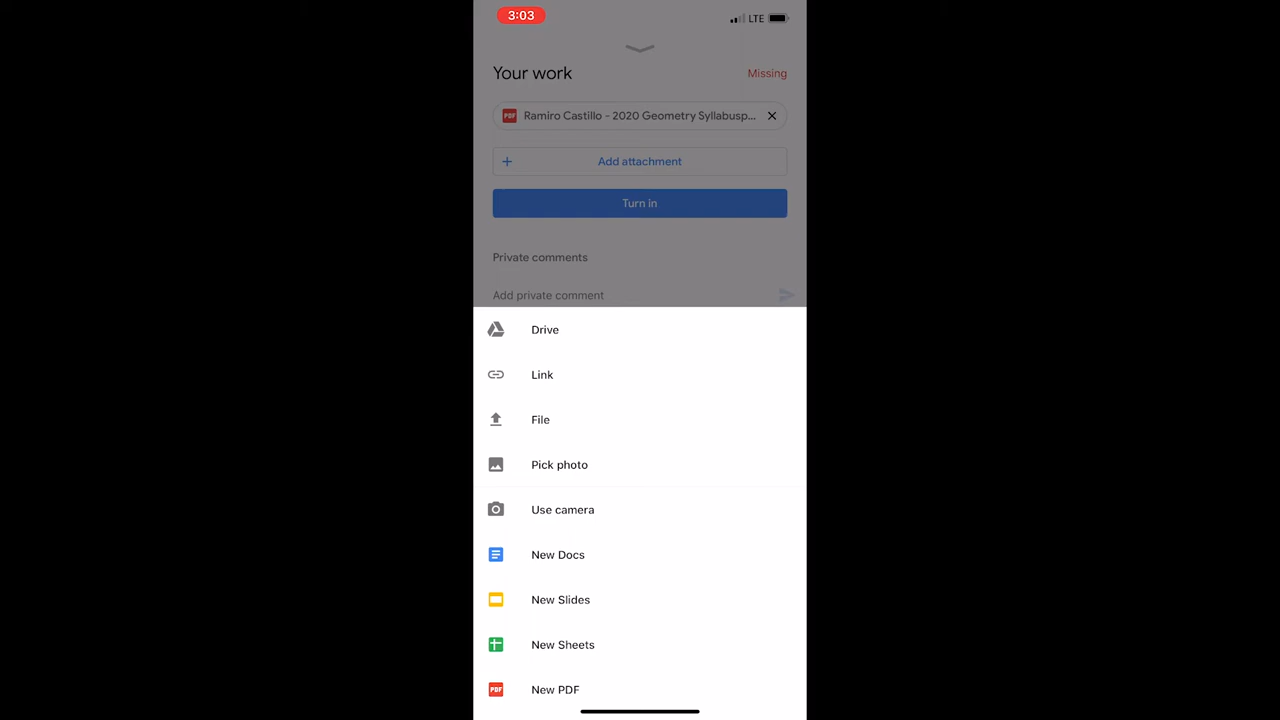 3:03
LTE
Your work
Missing
PDF Ramiro Castillo - 2020 Geometry Syllabusp...
Add attachment
Turn in
Private comments
Add private comment
Drive
Link
File
Pick photo
Use camera
New Docs
New Slides
New Sheets
PDF New PDF